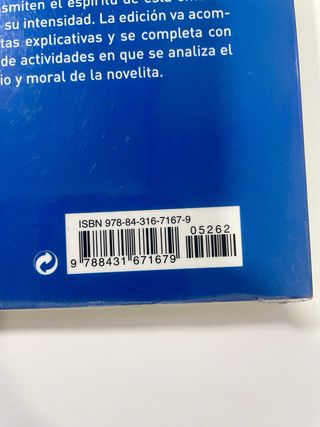 smiten el espíritu de esta
su intensidad. La edición va acom-
tas explicativas y se completa con
de actividades en que se analiza el
io y moral de la novelita.
ISBN 978-84-316-7167-9
05262
9 788431 671679